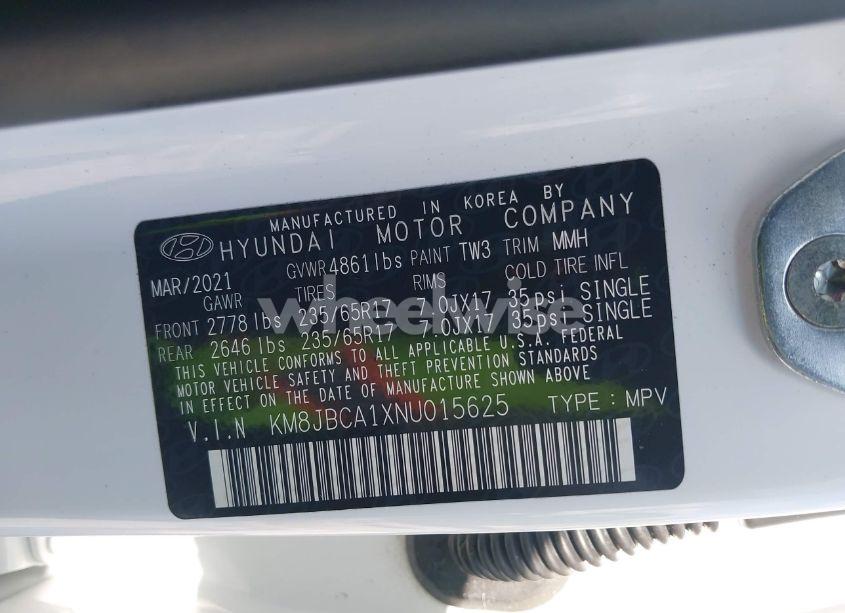 MANUFACTURED IN KOREA BY
HYUNDAI MOTOR COMPANY
MAR/2021 GVWR 4861lbs PAINT TW3 TRIM MMH
GAWR TIRES RIMS COLD TIRE INFL
FRONT 2778 lbs 235/65R17 7.0JX17 35psi SINGLE
REAR 2646 lbs 235/65R17 7.0JX17 35psi SINGLE
THIS VEHICLE CONFORMS TO ALL APPLICABLE U.S.A. FEDERAL
MOTOR VEHICLE SAFETY AND THEFT PREVENTION STANDARDS
IN EFFECT ON THE DATE OF MANUFACTURE SHOWN ABOVE
V.I.N KM8JBCA1XNU015625 TYPE : MPV
wheelwise